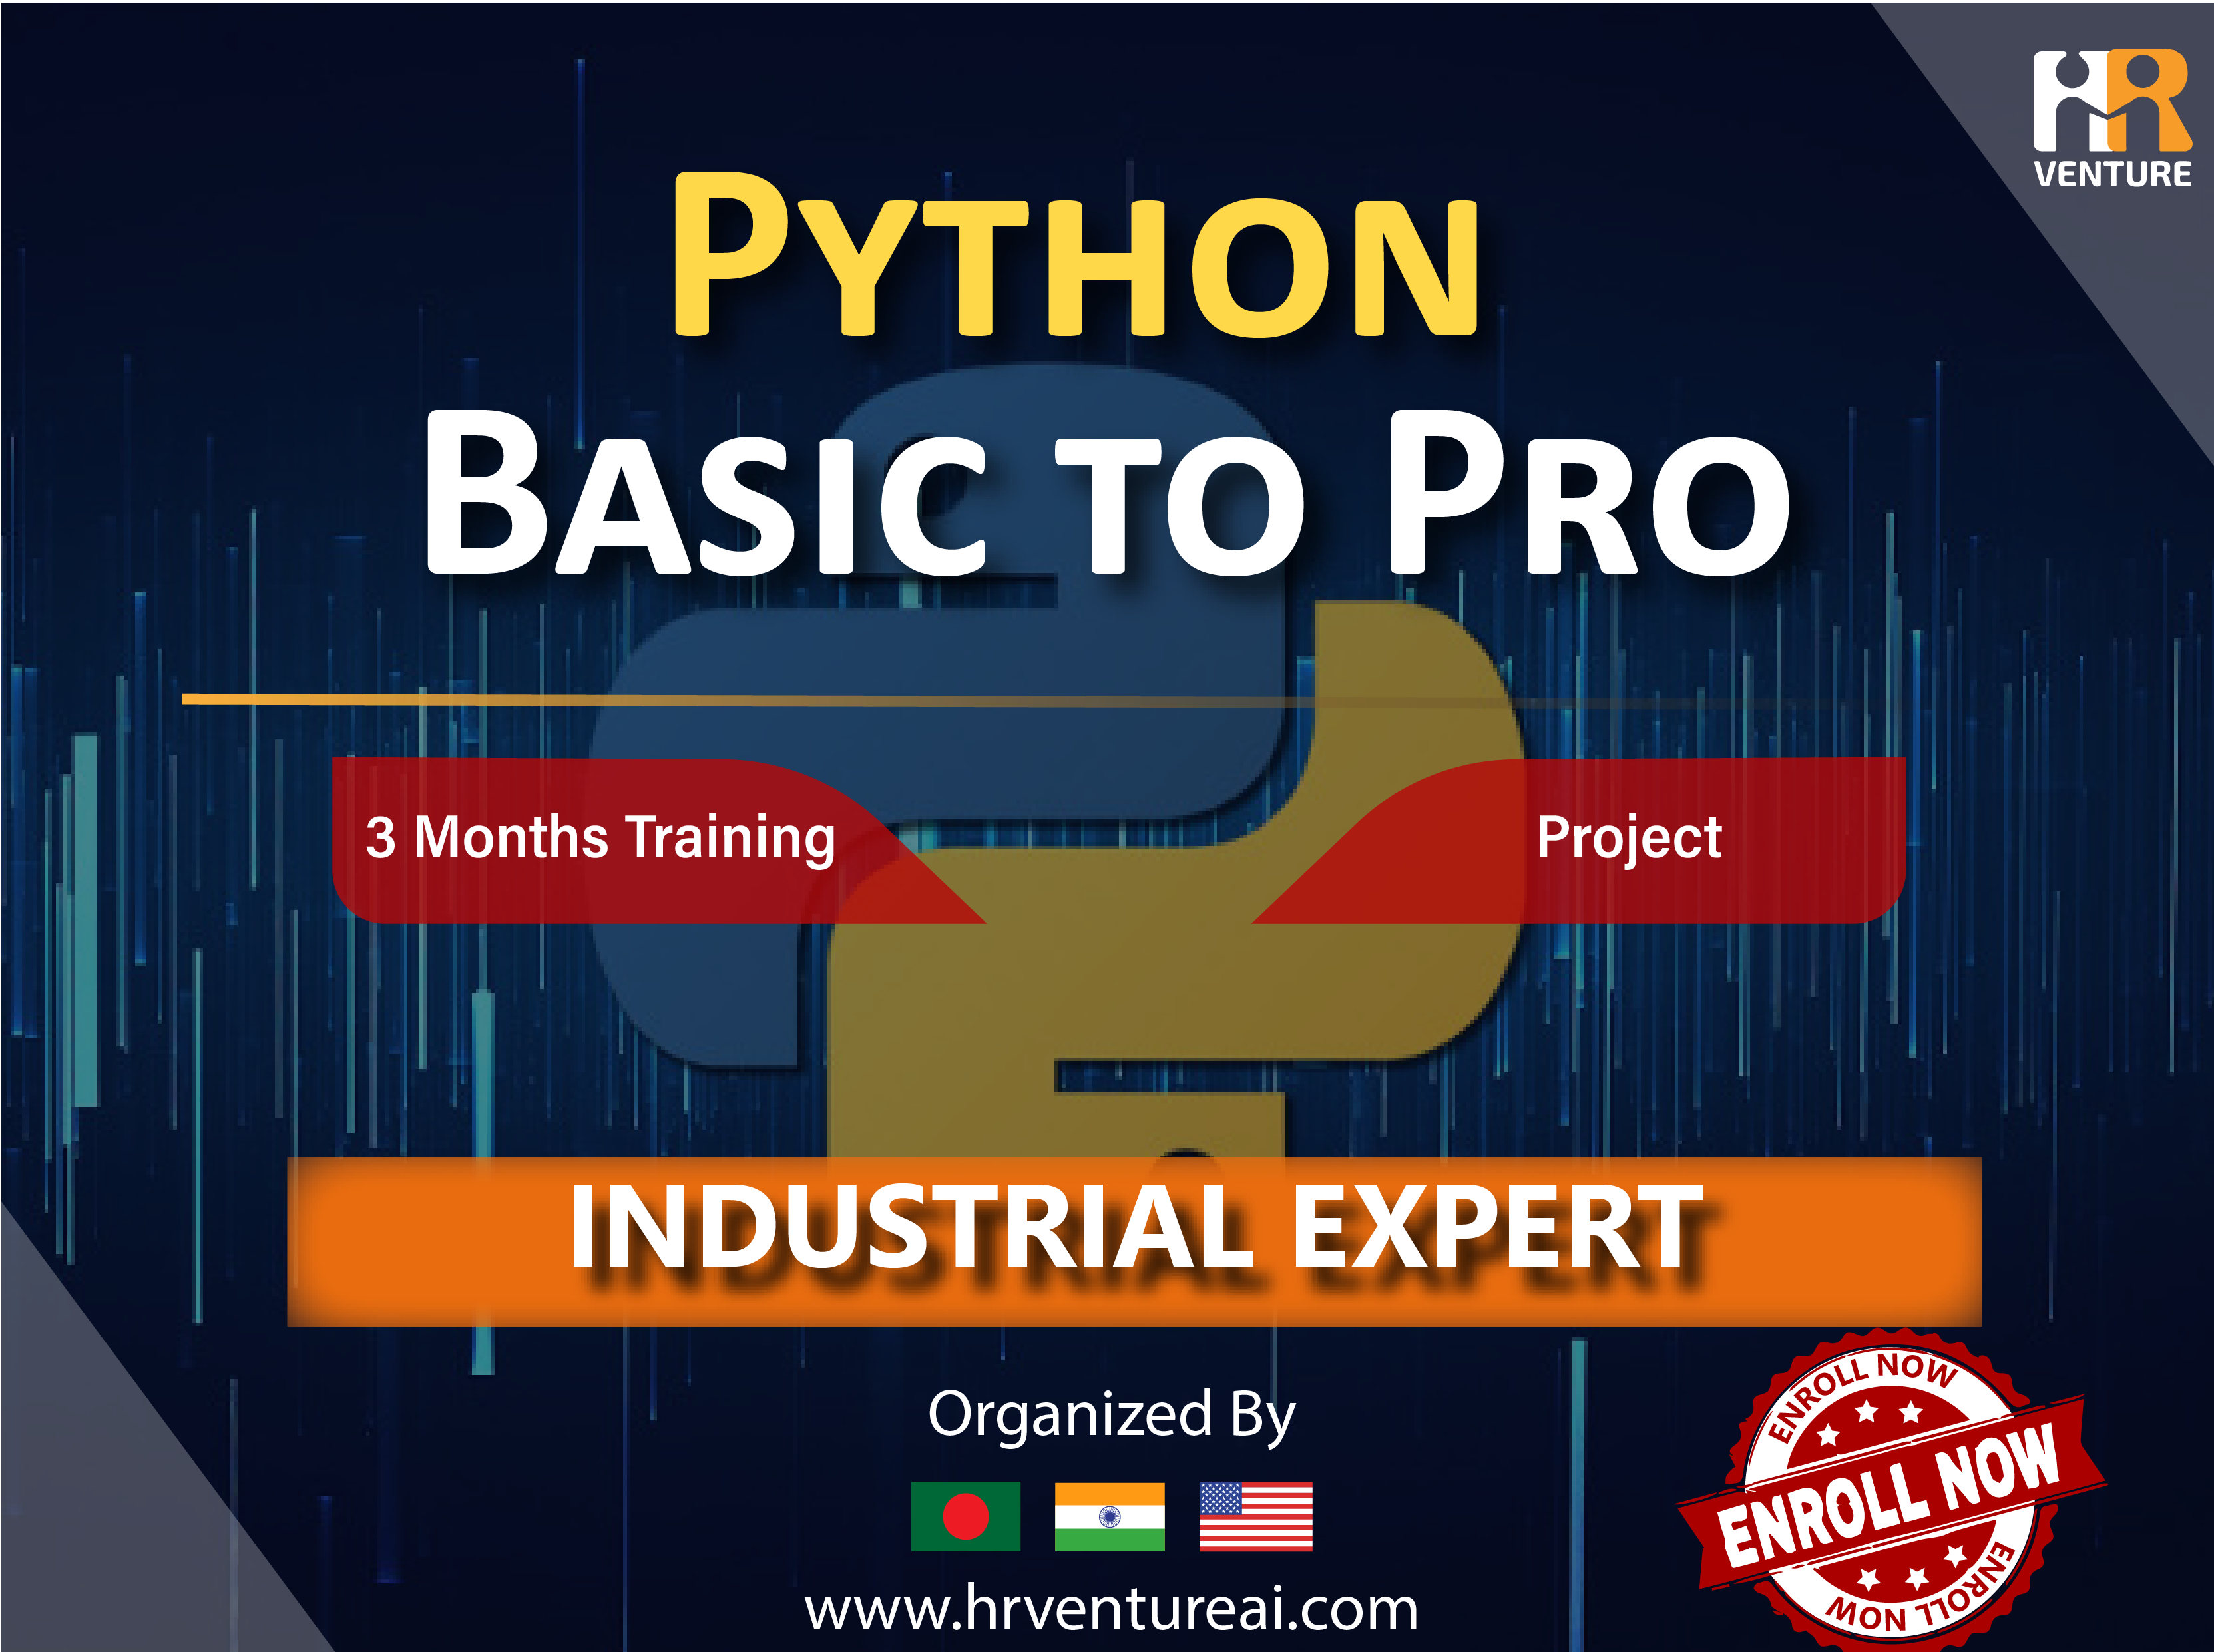 HR
VENTURE
PYTHON
BASIC TO PRO
3 Months Training
Project
INDUSTRIAL EXPERT
Organized By
www.hrventureai.com
ENROLL NOW
ENROLL NOW
ENROLL NOW